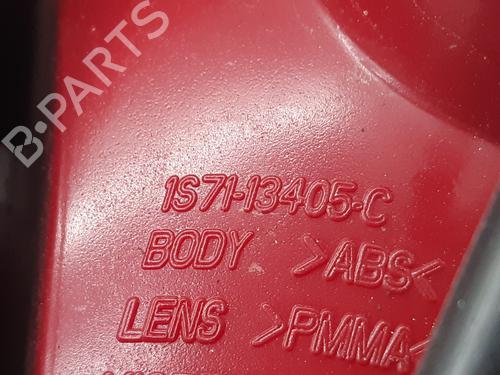 B-PARTS
1S71-13405-C
BODY >ABS<
LENS >PMMA<